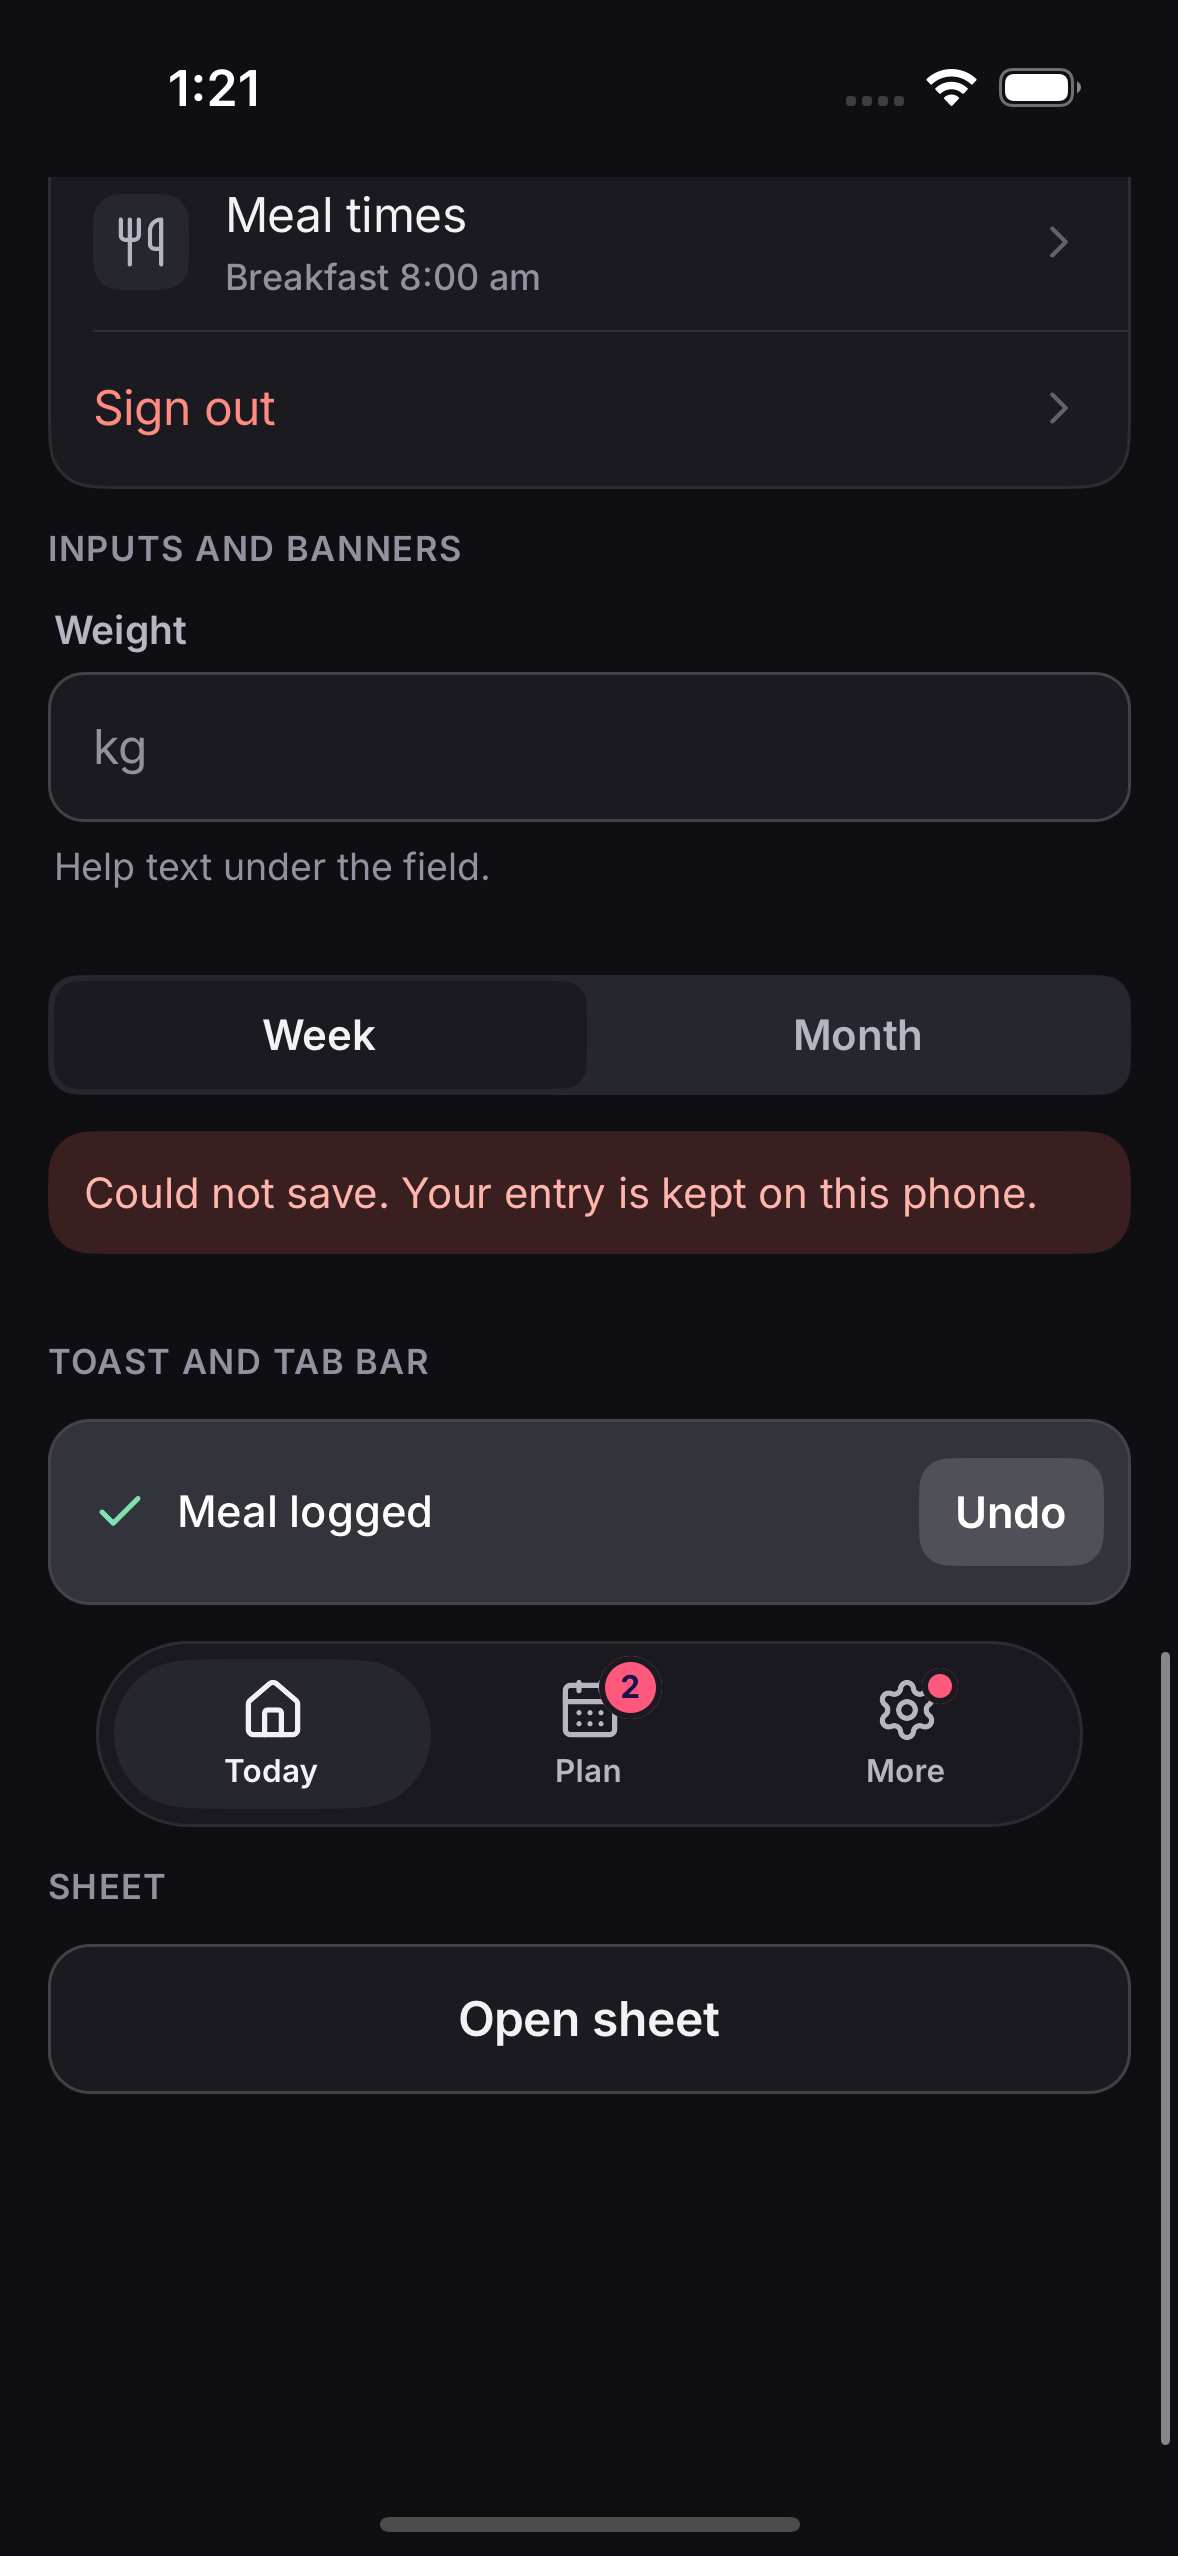 1:21
Meal times
Breakfast 8:00 am
Sign out
INPUTS AND BANNERS
Weight
kg
Help text under the field.
Week
Month
Could not save. Your entry is kept on this phone.
TOAST AND TAB BAR
Meal logged
Undo
2
Today
Plan
More
SHEET
Open sheet